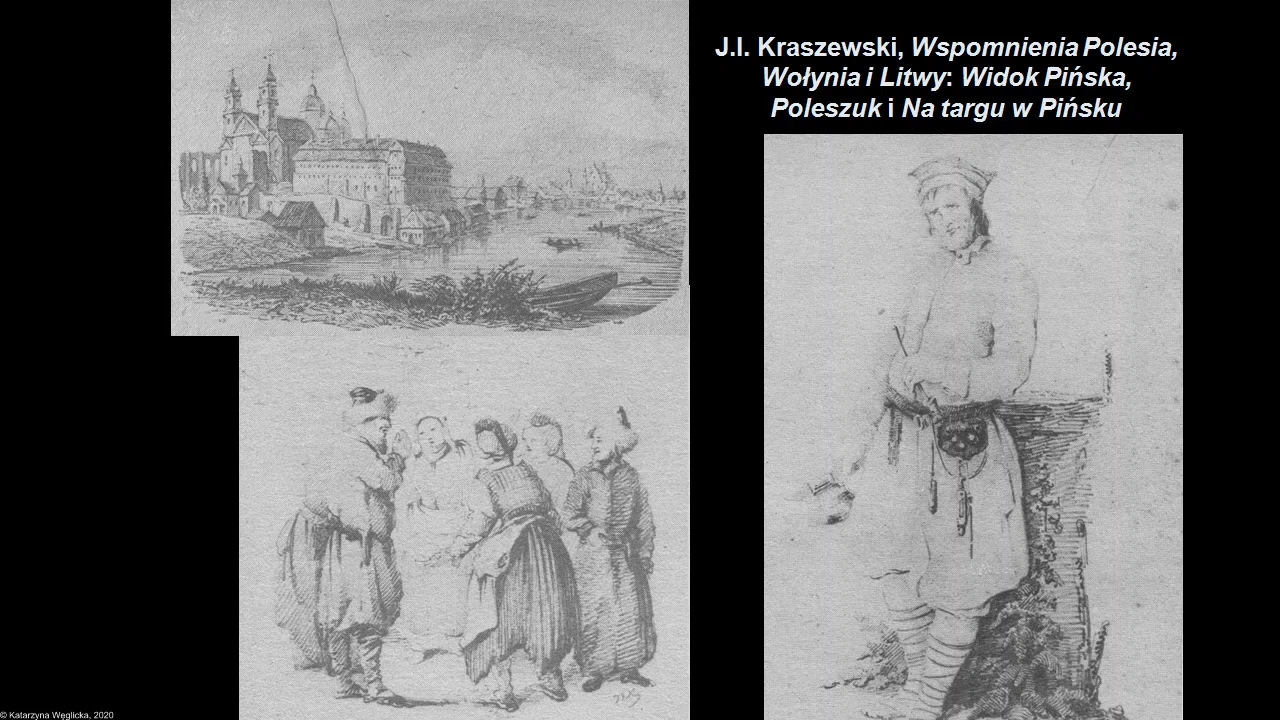 J.I. Kraszewski, Wspomnienia Polesia,
Wołynia i Litwy: Widok Pińska,
Poleszuk i Na targu w Pińsku
© Katarzyna Węglicka, 2020